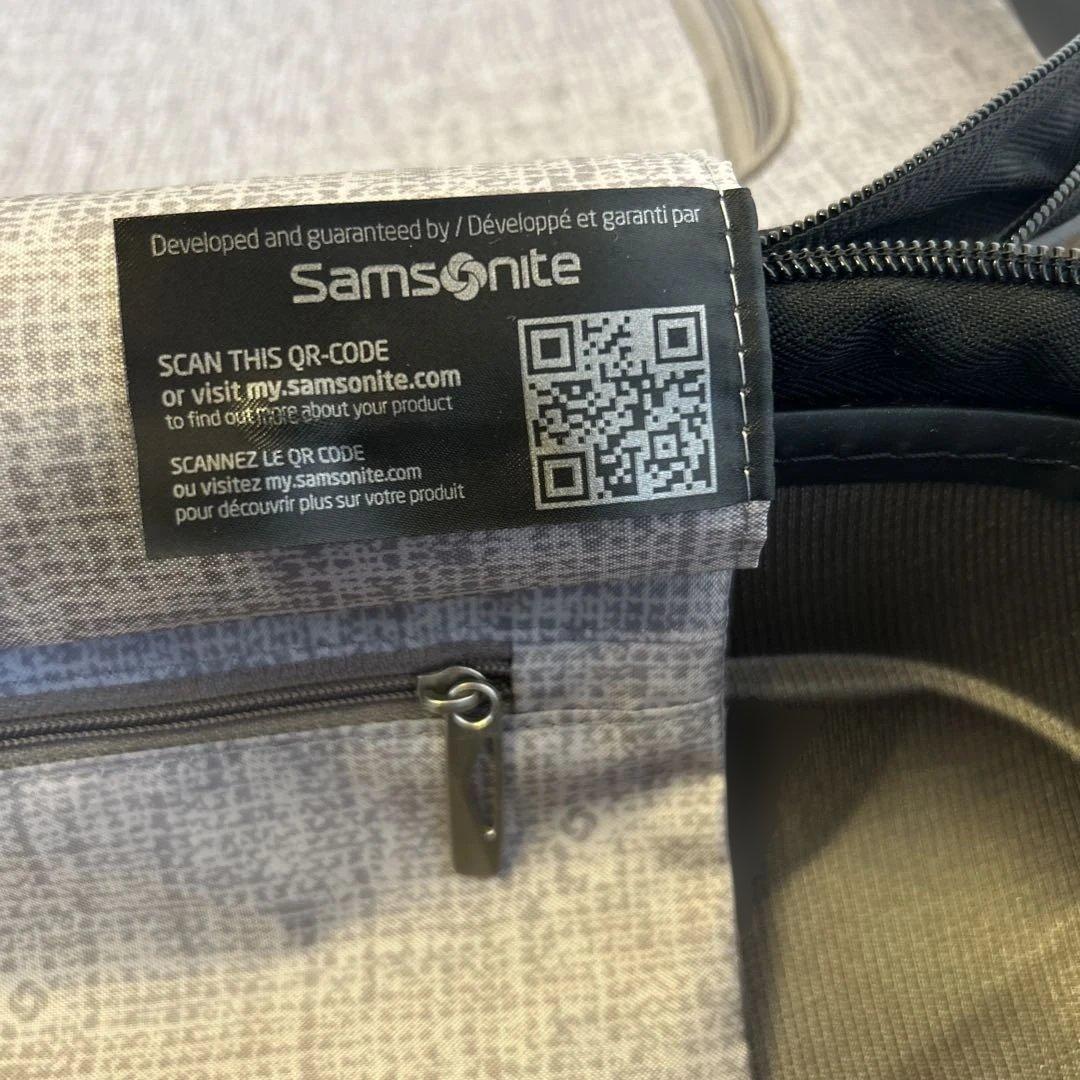 Developed and guaranteed by / Développé et garanti par
Samsonite
SCAN THIS QR-CODE
or visit my.samsonite.com
to find out more about your product
SCANNEZ LE QR CODE
ou visitez my.samsonite.com
pour découvrir plus sur votre produit